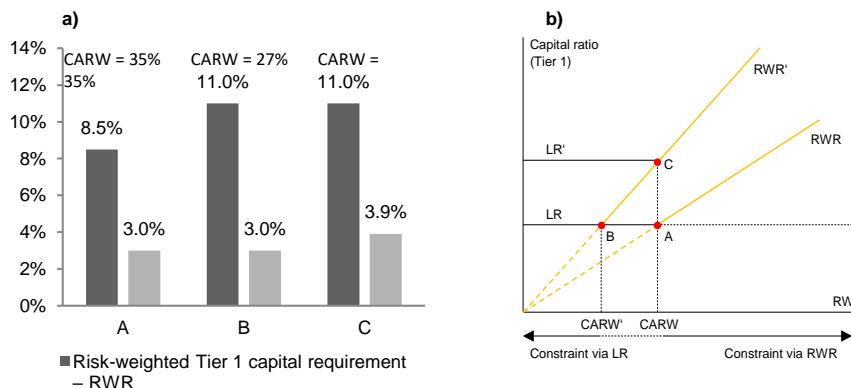 a)
14%
12%
10%
8%
6%
4%
2%
0%
CARW = 35%
35%
CARW = 27%
CARW =
8.5%
11.0%
11.0%
3.0%
3.0%
3.9%
A
B
C
Risk-weighted Tier 1 capital requirement
– RWR
b)
Capital ratio
(Tier 1)
RWR‘
RWR
LR‘
C
LR
B
A
RW
CARW‘
CARW
Constraint via LR
Constraint via RWR